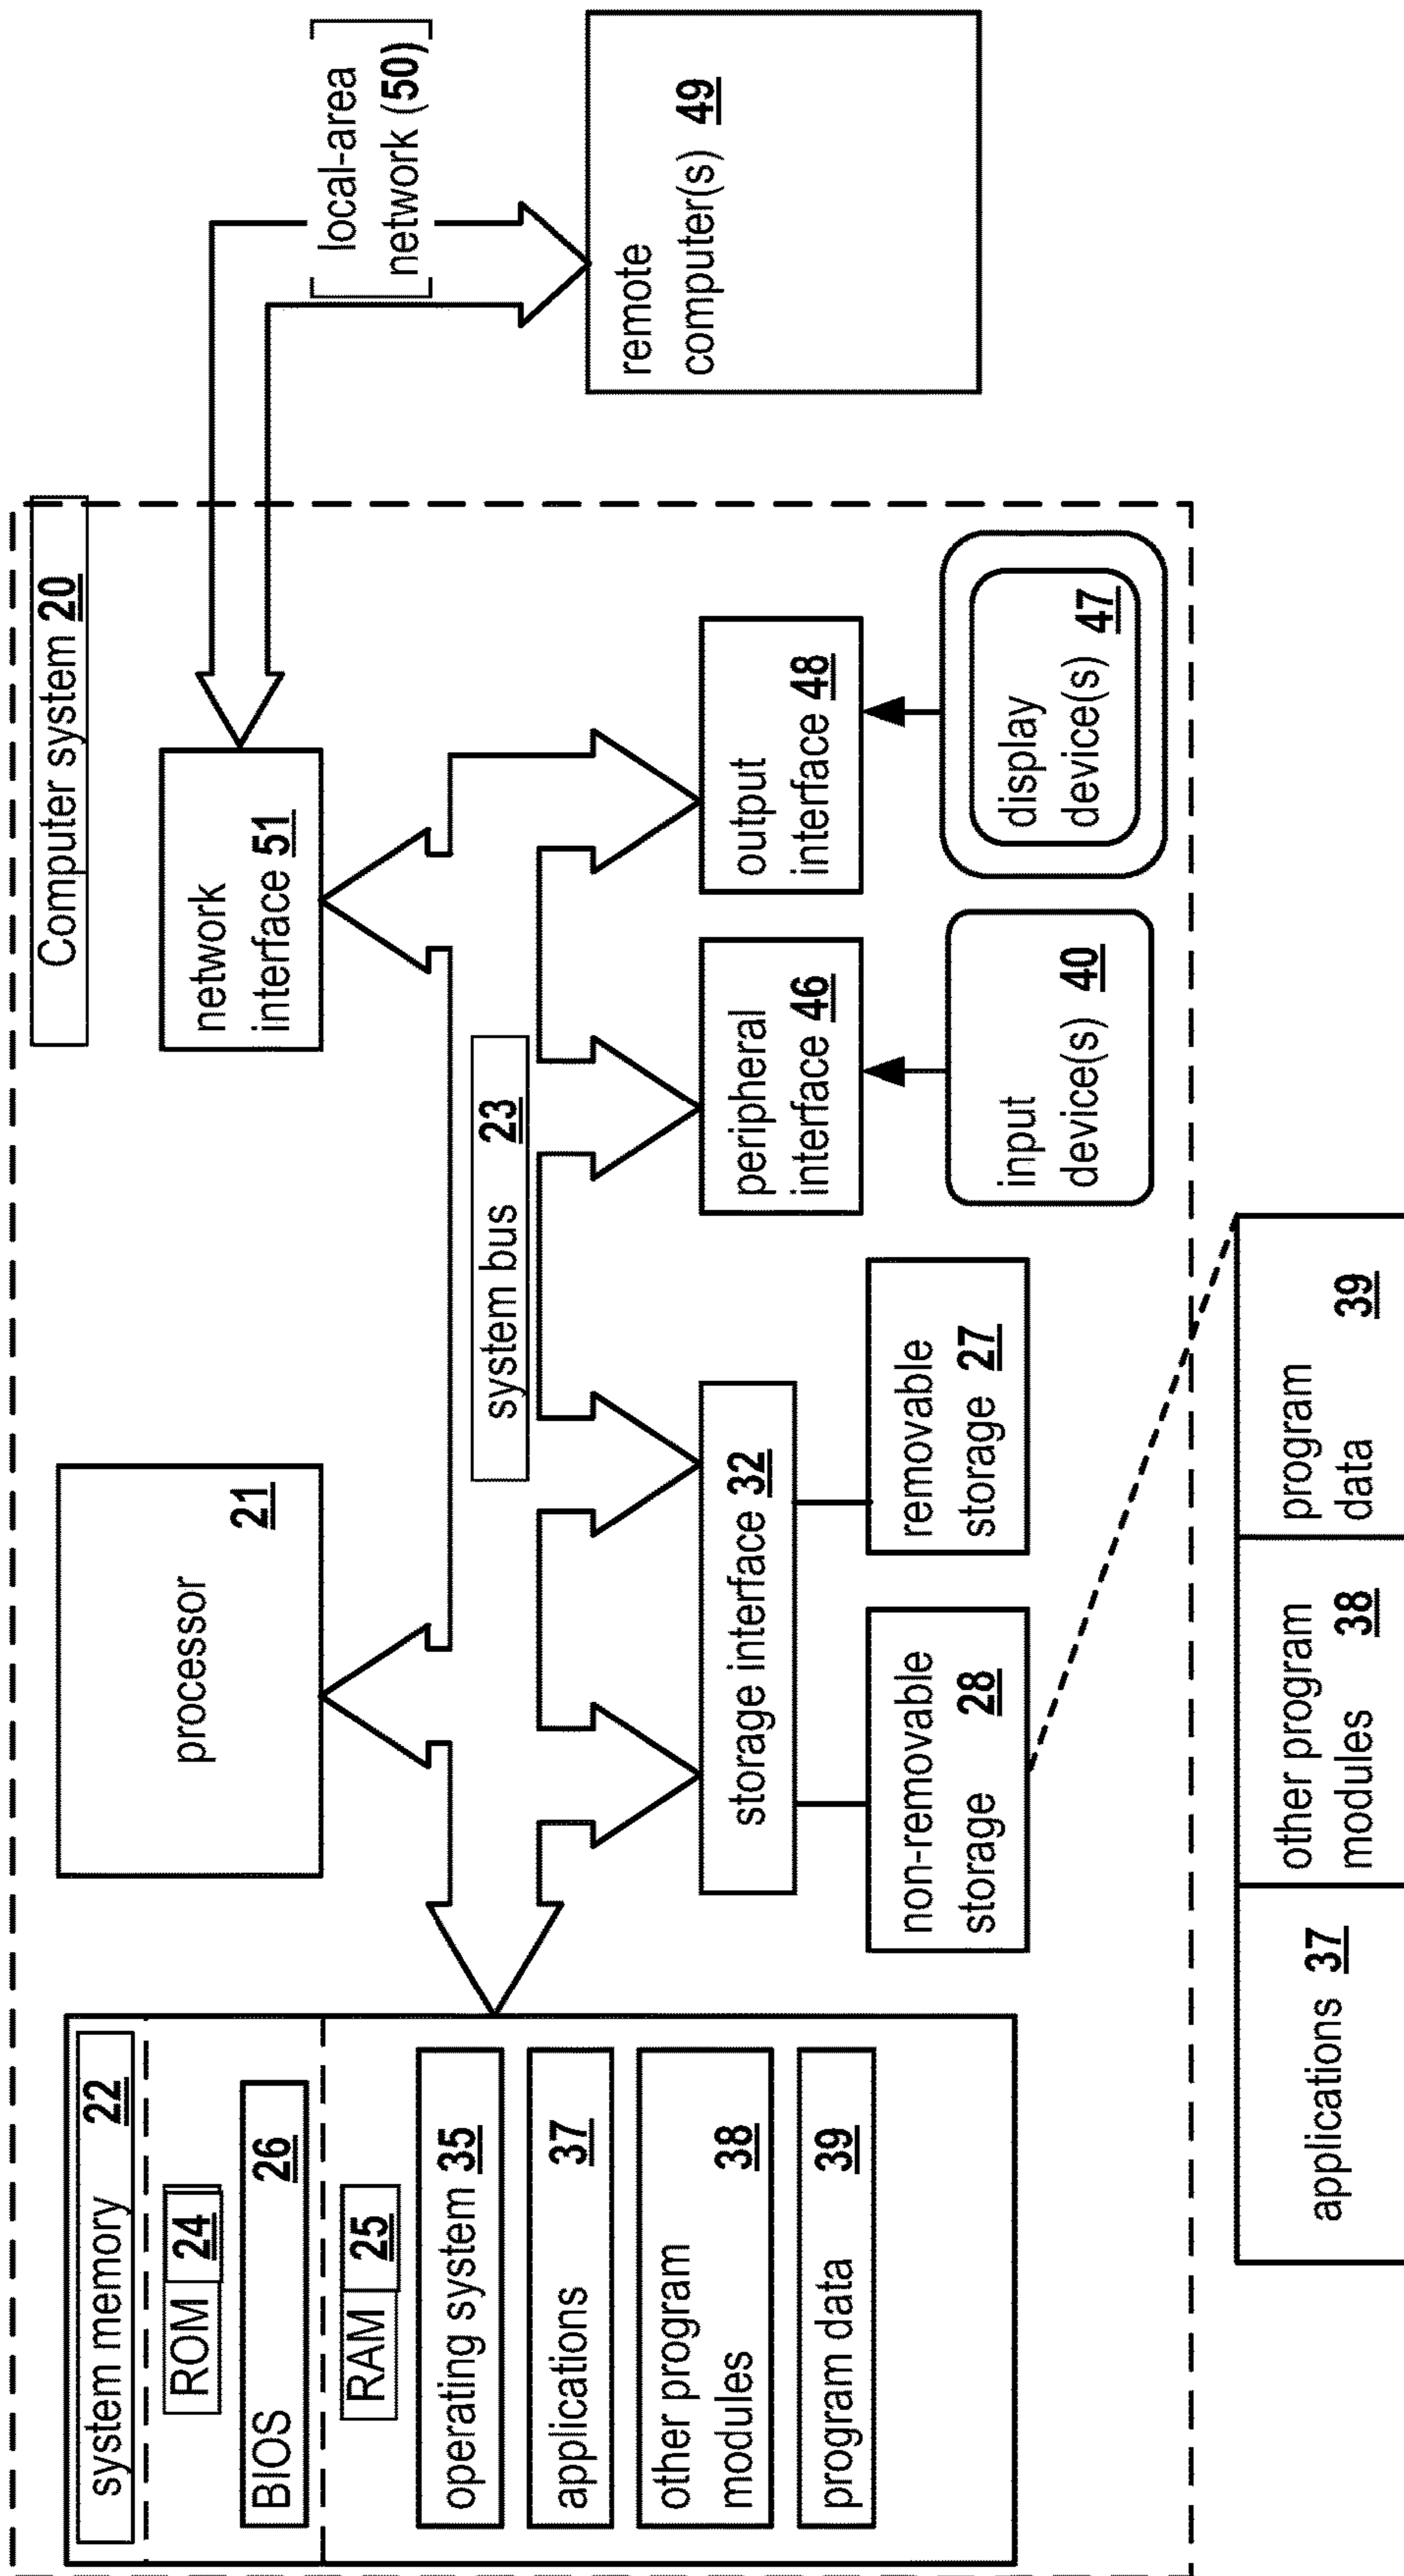 Computer system 20
system memory 22
ROM 24
BIOS 26
RAM 25
operating system 35
applications 37
other program
modules 38
program data 39
processor
21
network
interface 51
local-area
network (50)
system bus 23
storage interface 32
peripheral
interface 46
output
interface 48
remote
computer(s) 49
non-removable
storage 28
removable
storage 27
input
device(s) 40
display
device(s) 47
applications 37
other program
modules 38
program
data 39